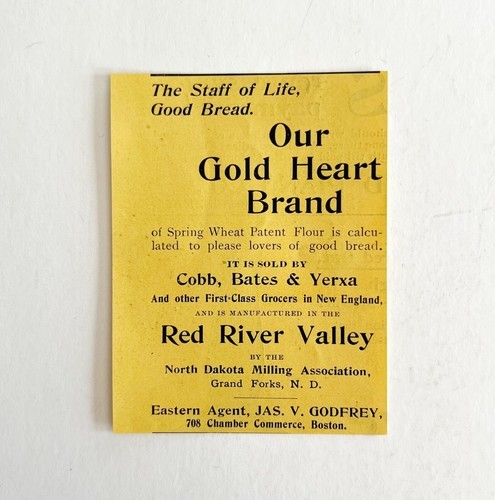 The Staff of Life,
Good Bread.
Our
Gold Heart
Brand
of Spring Wheat Patent Flour is calcu-
lated to please lovers of good bread.
IT IS SOLD BY
Cobb, Bates & Yerxa
And other First-Class Grocers in New England,
AND IS MANUFACTURED IN THE
Red River Valley
BY THE
North Dakota Milling Association,
Grand Forks, N. D.
Eastern Agent, JAS. V. GODFREY,
708 Chamber Commerce, Boston.